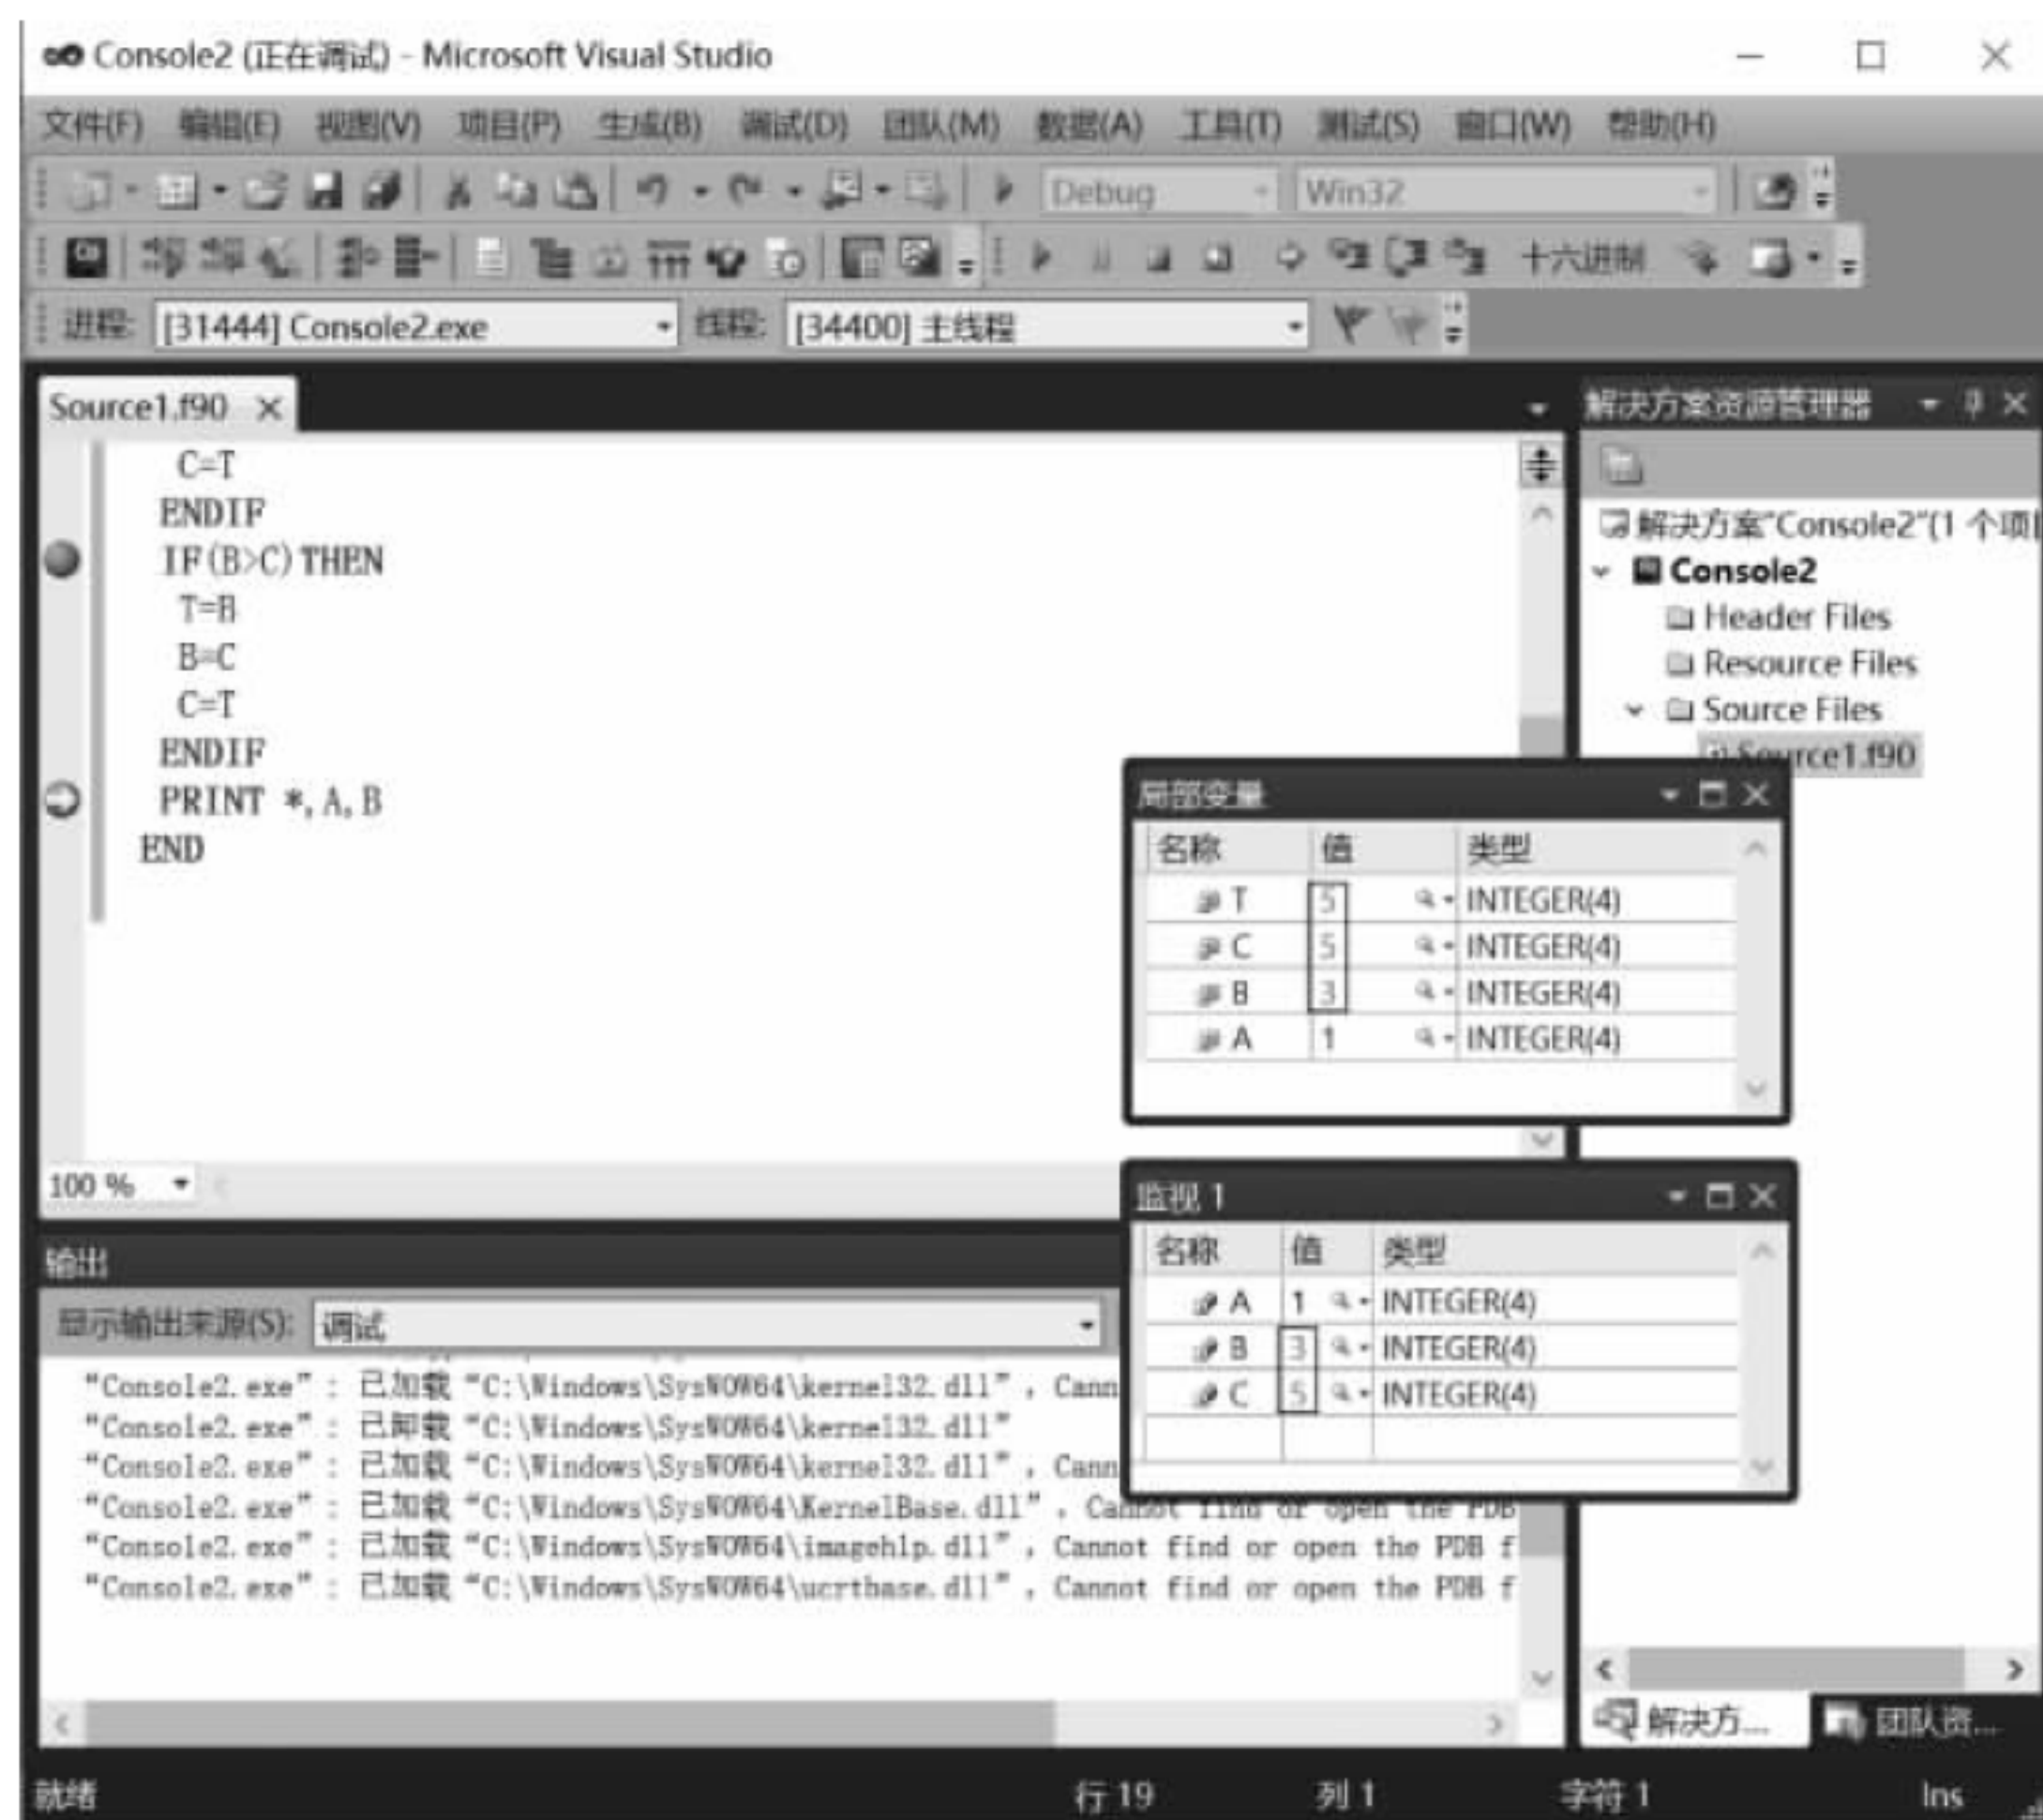 Console2 (正在调试) - Microsoft Visual Studio
文件(F) 编辑(E) 视图(V) 项目(P) 生成(B) 调试(D) 团队(M) 数据(A) 工具(T) 测试(S) 窗口(W) 帮助(H)
Debug Win32
十六进制
进程: [31444] Console2.exe 线程: [34400] 主线程
Source1.f90
C=T
ENDIF
IF(B>C)THEN
T=B
B=C
C=T
ENDIF
PRINT *,A,B
END
100 %
解决方案资源管理器
解决方案"Console2"(1 个项
Console2
Header Files
Resource Files
Source Files
Source1.f90
局部变量
名称 值 类型
T 5 INTEGER(4)
C 5 INTEGER(4)
B 3 INTEGER(4)
A 1 INTEGER(4)
监视 1
名称 值 类型
A 1 INTEGER(4)
B 3 INTEGER(4)
C 5 INTEGER(4)
输出
显示输出来源(S): 调试
"Console2.exe": 已加载 "C:\Windows\SysWOW64\kernel32.dll", Cann
"Console2.exe": 已卸载 "C:\Windows\SysWOW64\kernel32.dll"
"Console2.exe": 已加载 "C:\Windows\SysWOW64\kernel32.dll", Cann
"Console2.exe": 已加载 "C:\Windows\SysWOW64\KernelBase.dll", Cannot find or open the PDB
"Console2.exe": 已加载 "C:\Windows\SysWOW64\imagehlp.dll", Cannot find or open the PDB f
"Console2.exe": 已加载 "C:\Windows\SysWOW64\ucrtbase.dll", Cannot find or open the PDB f
解决方... 团队资...
就绪 行 19 列 1 字符 1 Ins